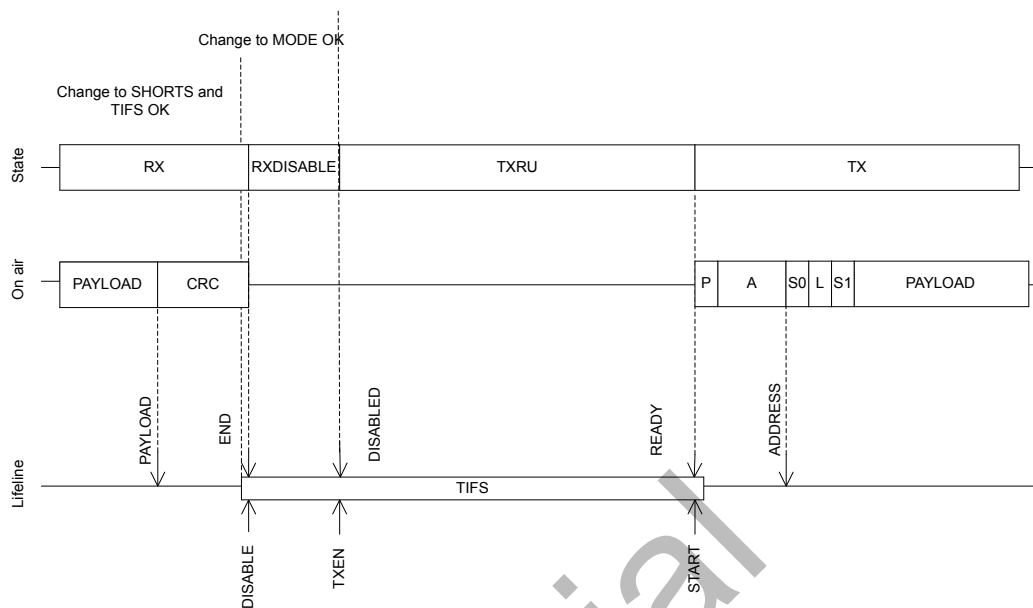 Change to MODE OK
Change to SHORTS and
TIFS OK
State
RX
RXDISABLE
TXRU
TX
On air
PAYLOAD
CRC
P
A
S0
L
S1
PAYLOAD
PAYLOAD
END
DISABLED
READY
ADDRESS
Lifeline
TIFS
DISABLE
TXEN
START